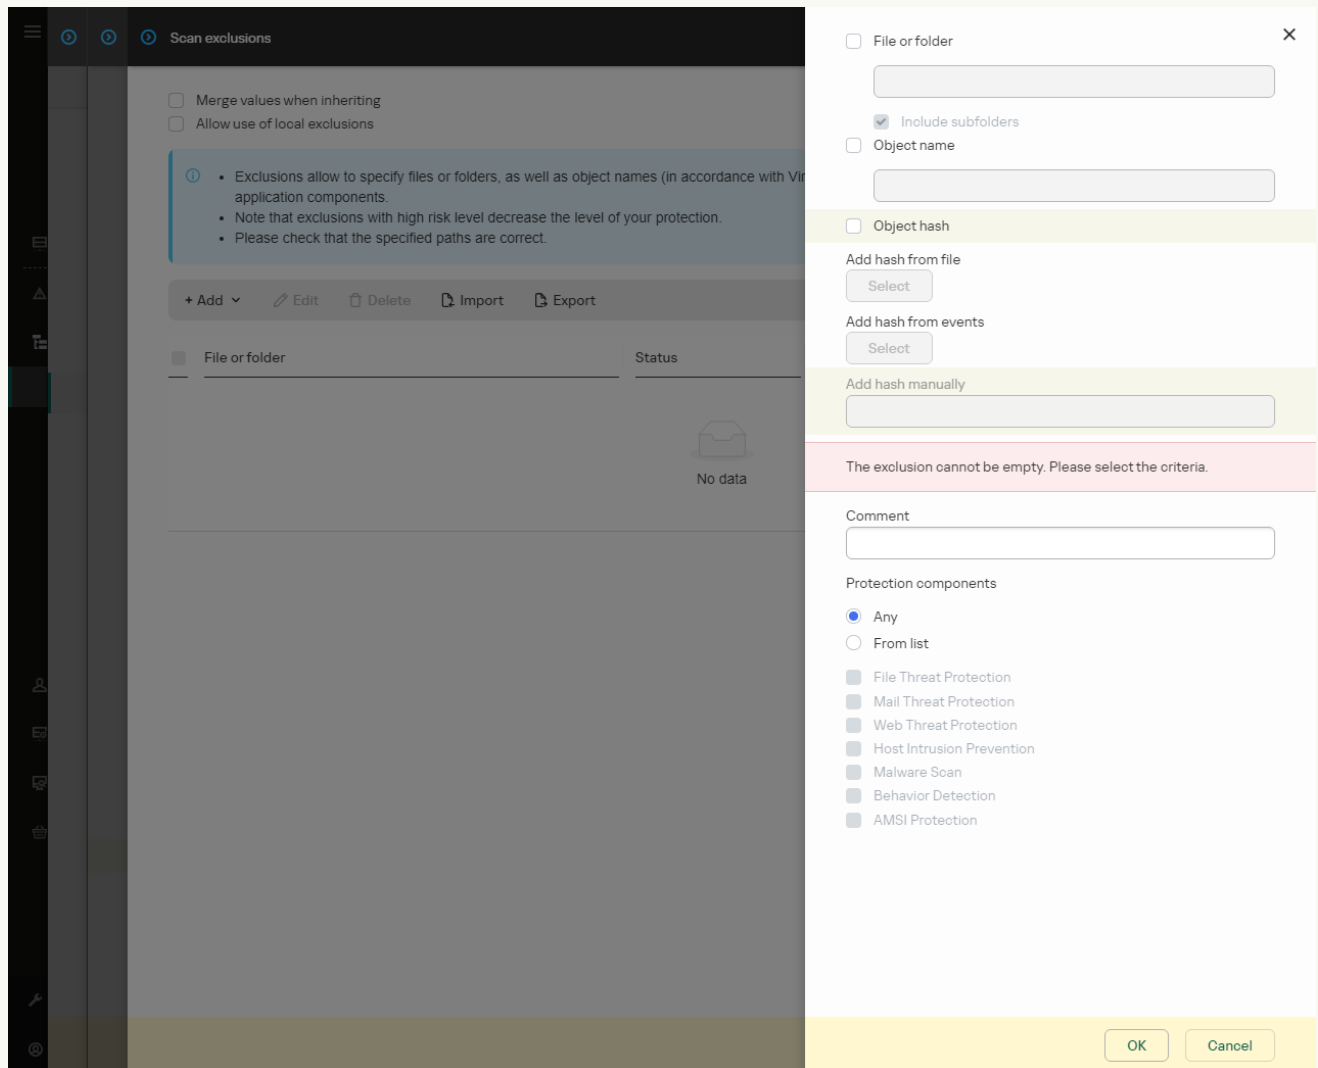 Scan exclusions
Merge values when inheriting
Allow use of local exclusions
Exclusions allow to specify files or folders, as well as object names (in accordance with Vir
application components.
Note that exclusions with high risk level decrease the level of your protection.
Please check that the specified paths are correct.
+ Add Edit Delete Import Export
File or folder Status
No data
File or folder
Include subfolders
Object name
Object hash
Add hash from file
Select
Add hash from events
Select
Add hash manually
The exclusion cannot be empty. Please select the criteria.
Comment
Protection components
Any
From list
File Threat Protection
Mail Threat Protection
Web Threat Protection
Host Intrusion Prevention
Malware Scan
Behavior Detection
AMSI Protection
OK Cancel